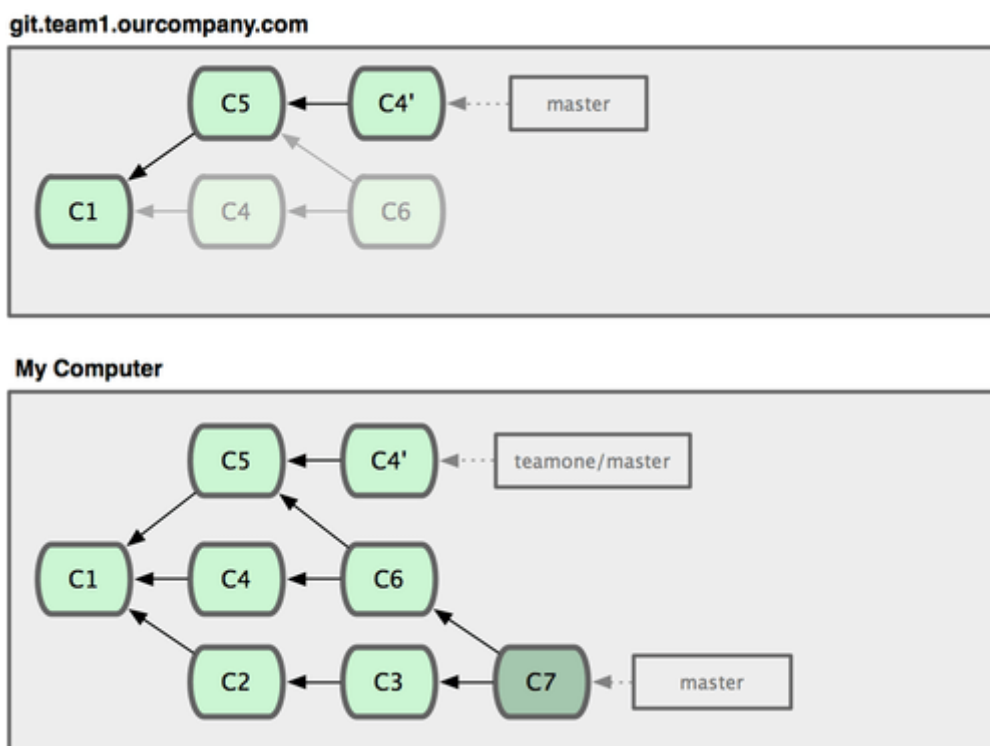 git.team1.ourcompany.com
C5 C4' master
C1 C4 C6
My Computer
C5 C4' teamone/master
C1 C4 C6
C2 C3 C7 master